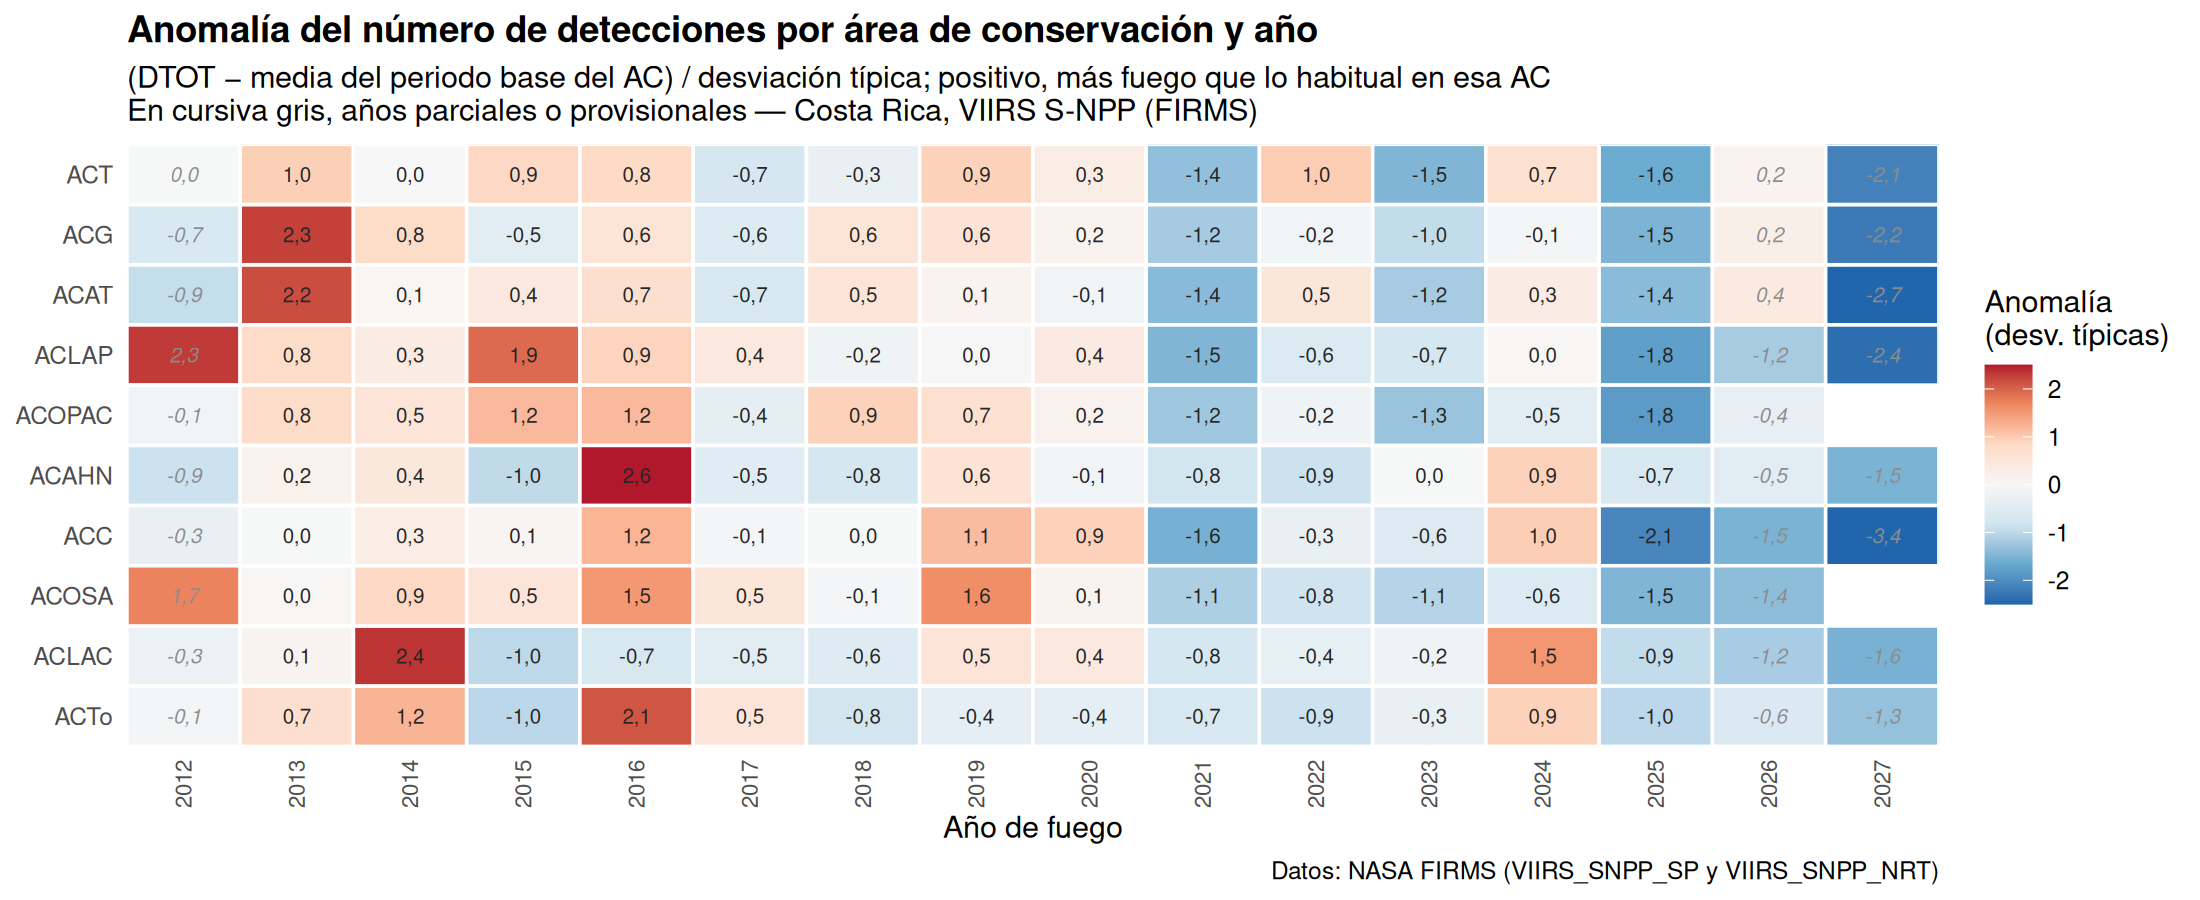 Anomalía del número de detecciones por área de conservación y año
(DTOT − media del periodo base del AC) / desviación típica; positivo, más fuego que lo habitual en esa AC
En cursiva gris, años parciales o provisionales — Costa Rica, VIIRS S-NPP (FIRMS)
ACT 0,0 1,0 0,0 0,9 0,8 -0,7 -0,3 0,9 0,3 -1,4 1,0 -1,5 0,7 -1,6 0,2 -2,1
ACG -0,7 2,3 0,8 -0,5 0,6 -0,6 0,6 0,6 0,2 -1,2 -0,2 -1,0 -0,1 -1,5 0,2 -2,2
ACAT -0,9 2,2 0,1 0,4 0,7 -0,7 0,5 0,1 -0,1 -1,4 0,5 -1,2 0,3 -1,4 0,4 -2,7
ACLAP 2,3 0,8 0,3 1,9 0,9 0,4 -0,2 0,0 0,4 -1,5 -0,6 -0,7 0,0 -1,8 -1,2 -2,4
ACOPAC -0,1 0,8 0,5 1,2 1,2 -0,4 0,9 0,7 0,2 -1,2 -0,2 -1,3 -0,5 -1,8 -0,4
ACAHN -0,9 0,2 0,4 -1,0 2,6 -0,5 -0,8 0,6 -0,1 -0,8 -0,9 0,0 0,9 -0,7 -0,5 -1,5
ACC -0,3 0,0 0,3 0,1 1,2 -0,1 0,0 1,1 0,9 -1,6 -0,3 -0,6 1,0 -2,1 -1,5 -3,4
ACOSA 1,7 0,0 0,9 0,5 1,5 0,5 -0,1 1,6 0,1 -1,1 -0,8 -1,1 -0,6 -1,5 -1,4
ACLAC -0,3 0,1 2,4 -1,0 -0,7 -0,5 -0,6 0,5 0,4 -0,8 -0,4 -0,2 1,5 -0,9 -1,2 -1,6
ACTo -0,1 0,7 1,2 -1,0 2,1 0,5 -0,8 -0,4 -0,4 -0,7 -0,9 -0,3 0,9 -1,0 -0,6 -1,3
2012 2013 2014 2015 2016 2017 2018 2019 2020 2021 2022 2023 2024 2025 2026 2027
Año de fuego
Anomalía
(desv. típicas)
2
1
0
-1
-2
Datos: NASA FIRMS (VIIRS_SNPP_SP y VIIRS_SNPP_NRT)